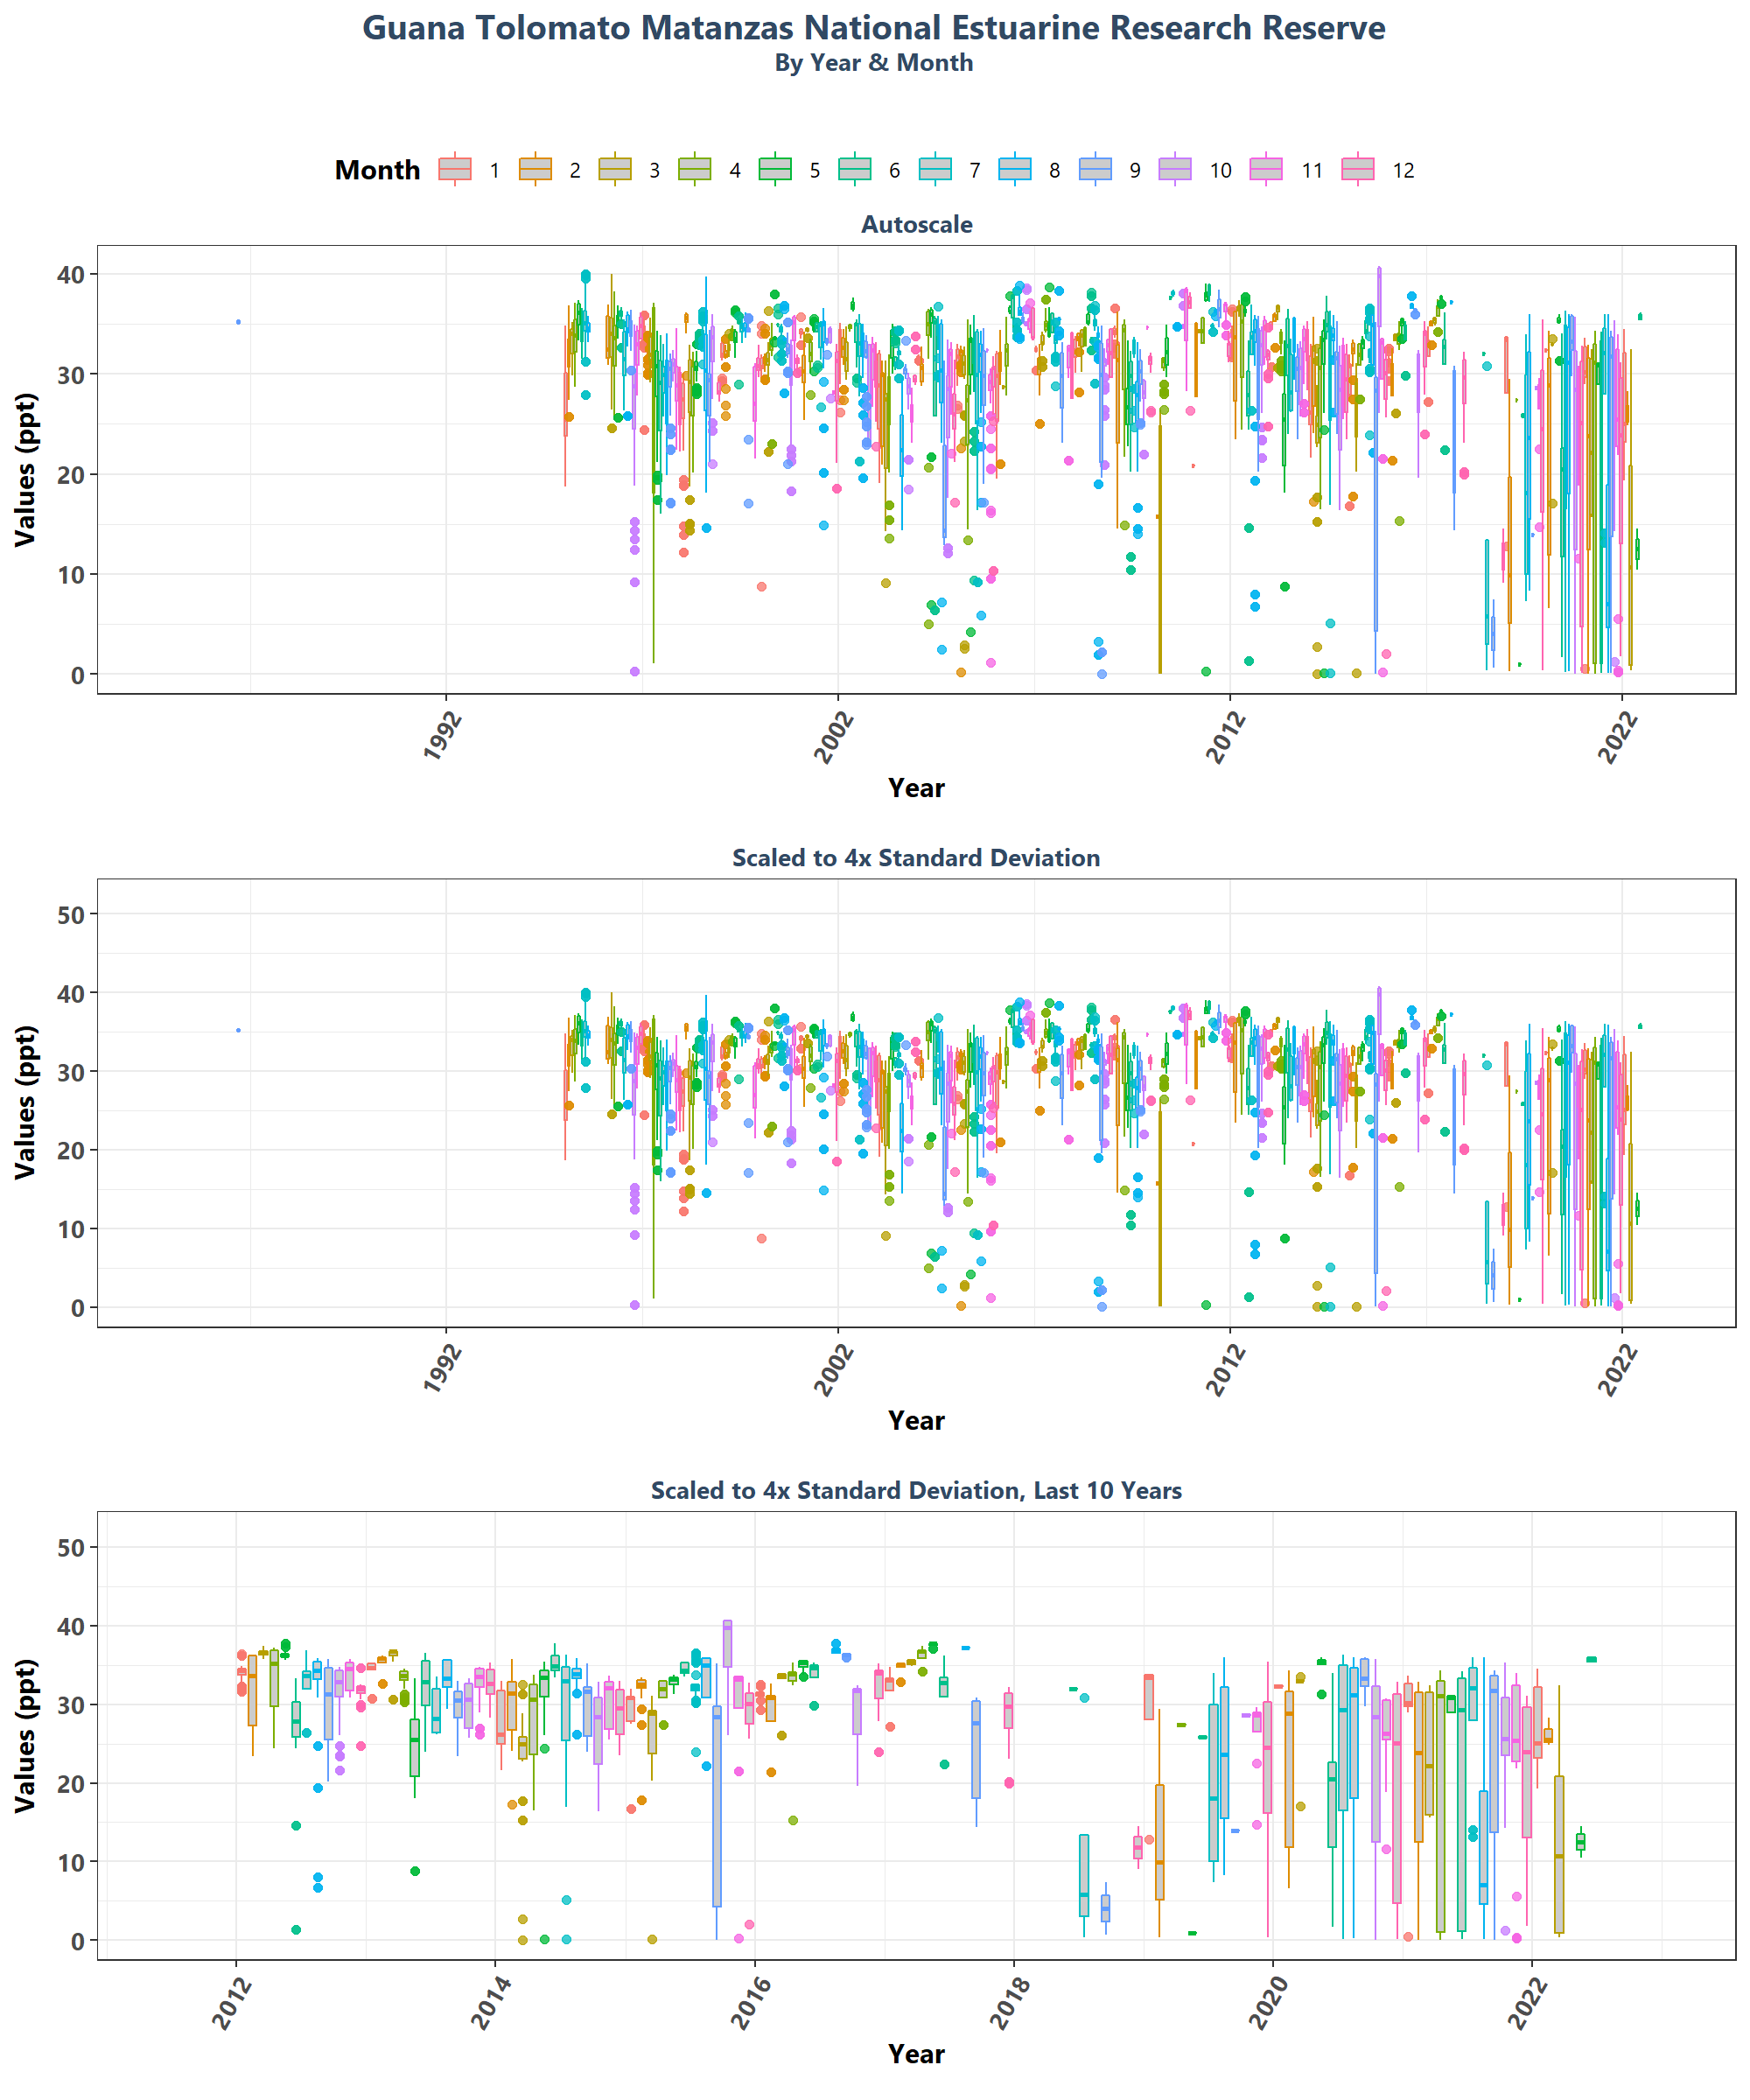 Guana Tolomato Matanzas National Estuarine Research Reserve
By Year & Month
Month 1 2 3 4 5 6 7 8 9 10 11 12
Autoscale
Values (ppt)
40
30
20
10
0
1992 2002 2012 2022
Year
Scaled to 4x Standard Deviation
Values (ppt)
50
40
30
20
10
0
1992 2002 2012 2022
Year
Scaled to 4x Standard Deviation, Last 10 Years
Values (ppt)
50
40
30
20
10
0
2012 2014 2016 2018 2020 2022
Year